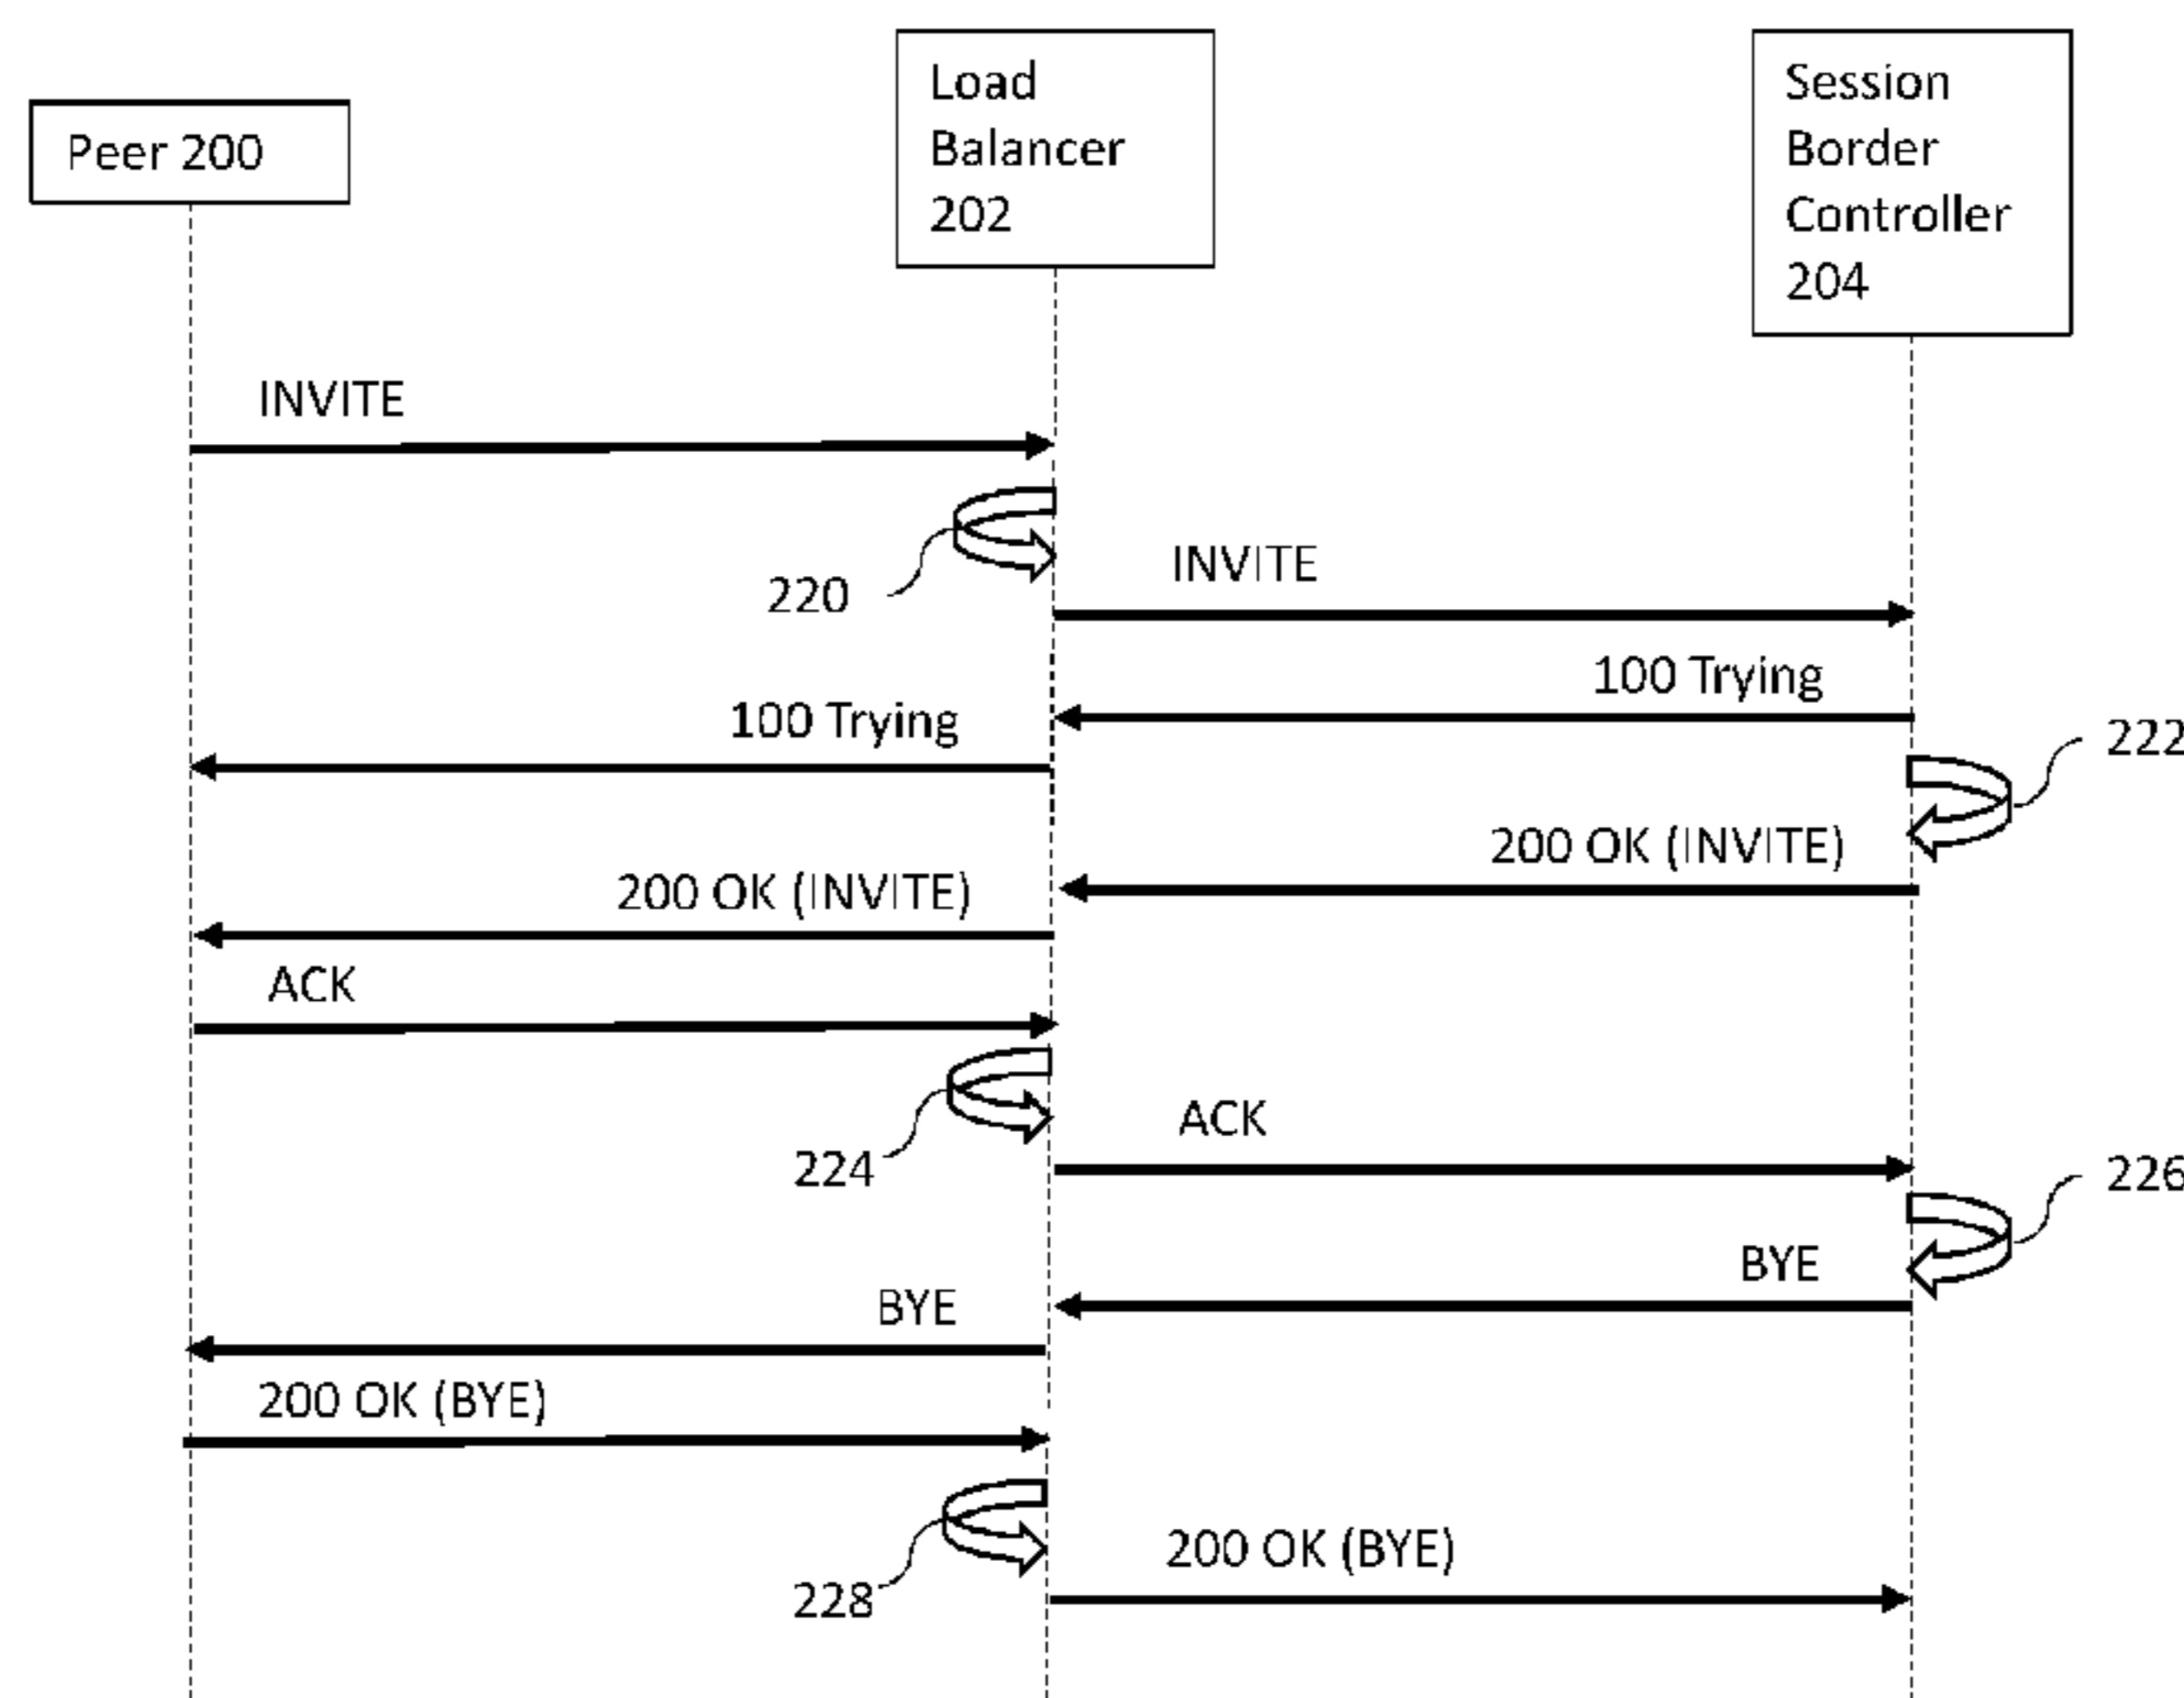 Peer 200
Load
Balancer
202
Session
Border
Controller
204
INVITE
220
INVITE
100 Trying
100 Trying
222
200 OK (INVITE)
200 OK (INVITE)
ACK
224
ACK
226
BYE
BYE
200 OK (BYE)
228
200 OK (BYE)